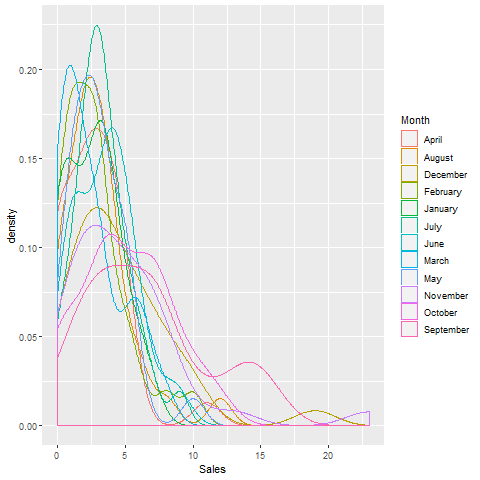 0.20
0.15
0.10
0.05
0.00
density
0
5
10
15
20
Sales
Month
April
August
December
February
January
July
June
March
May
November
October
September